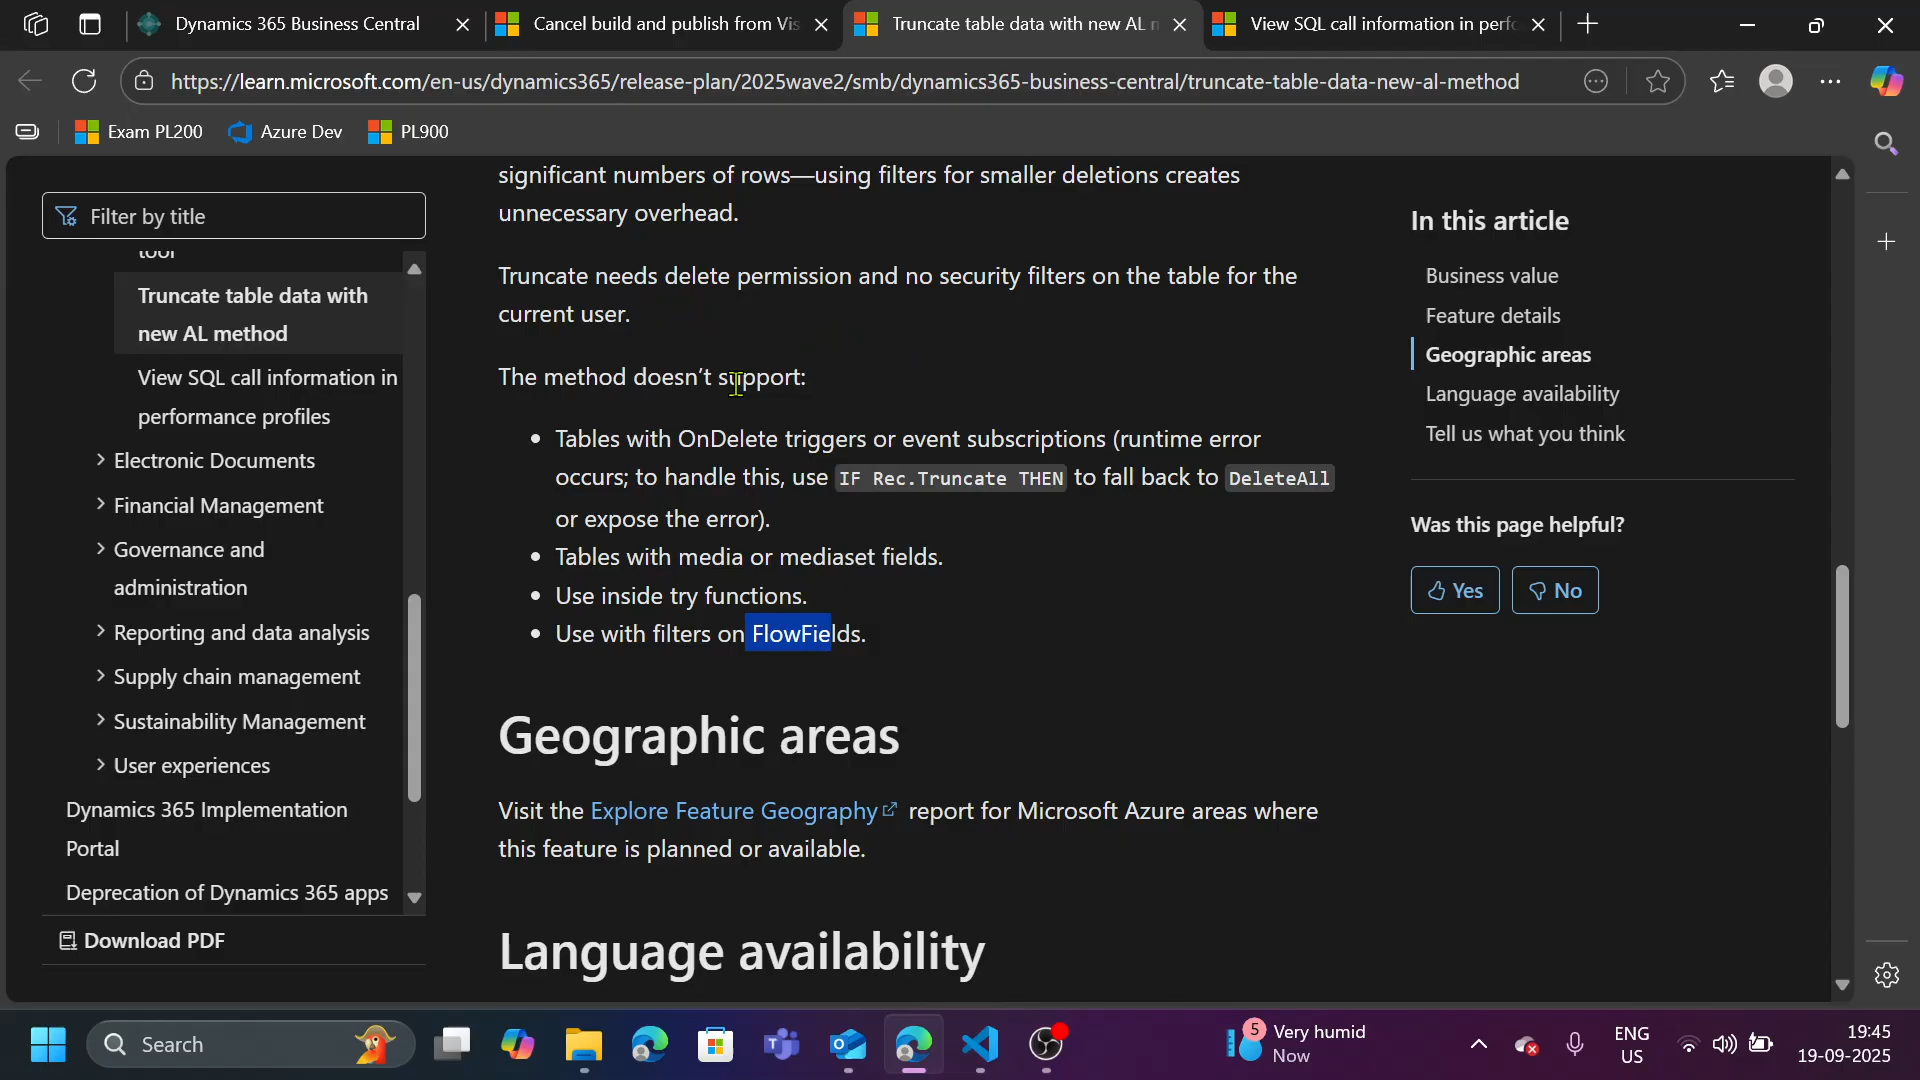 Dynamics 365 Business Central
Cancel build and publish from Vis
Truncate table data with new AL m
View SQL call information in perfo
https://learn.microsoft.com/en-us/dynamics365/release-plan/2025wave2/smb/dynamics365-business-central/truncate-table-data-new-al-method
Exam PL200
Azure Dev
PL900
Filter by title
tool
Truncate table data with
new AL method
View SQL call information in
performance profiles
Electronic Documents
Financial Management
Governance and
administration
Reporting and data analysis
Supply chain management
Sustainability Management
User experiences
Dynamics 365 Implementation
Portal
Deprecation of Dynamics 365 apps
Download PDF
significant numbers of rows—using filters for smaller deletions creates
unnecessary overhead.
Truncate needs delete permission and no security filters on the table for the
current user.
The method doesn’t support:
• Tables with OnDelete triggers or event subscriptions (runtime error
occurs; to handle this, use IF Rec.Truncate THEN to fall back to DeleteAll
or expose the error).
• Tables with media or mediaset fields.
• Use inside try functions.
• Use with filters on FlowFields.
Geographic areas
Visit the Explore Feature Geography report for Microsoft Azure areas where
this feature is planned or available.
Language availability
In this article
Business value
Feature details
Geographic areas
Language availability
Tell us what you think
Was this page helpful?
Yes
No
Search
5
Very humid
Now
ENG
US
19:45
19-09-2025